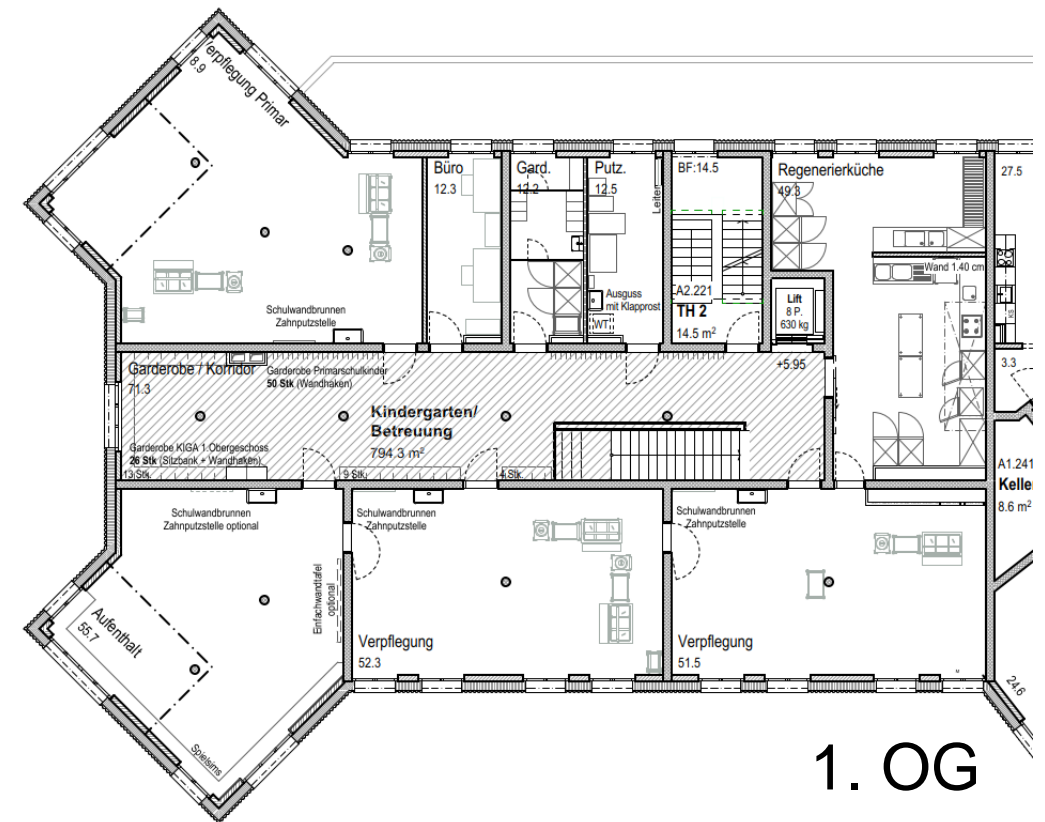 Verpflegung Primar
8.9
Büro
12.3
Gard.
12.2
Putz.
12.5
Leiter
BF:14.5
Regenerierküche
49.3
27.5
Wand 1.40 cm
KS
Ausguss
mit Klapprost
WT
A2.221
TH 2
14.5 m²
Lift
8 P.
630 kg
Schulwandbrunnen
Zahnputzstelle
Garderobe / Korridor
71.3
Garderobe Primarschulkinder
50 Stk (Wandhaken)
+5.95
3.3
Kindergarten/
Betreuung
794.3 m²
Garderobe KIGA 1.Obergeschoss
26 Stk (Sitzbank + Wandhaken)
13 Stk.
9 Stk.
4 Stk.
A1.241
Keller
8.6 m²
Schulwandbrunnen
Zahnputzstelle optional
Schulwandbrunnen
Zahnputzstelle
Schulwandbrunnen
Zahnputzstelle
Einfachwandtafel
optional
Aufenthalt
55.7
Spielsims
Verpflegung
52.3
Verpflegung
51.5
24.6
1. OG